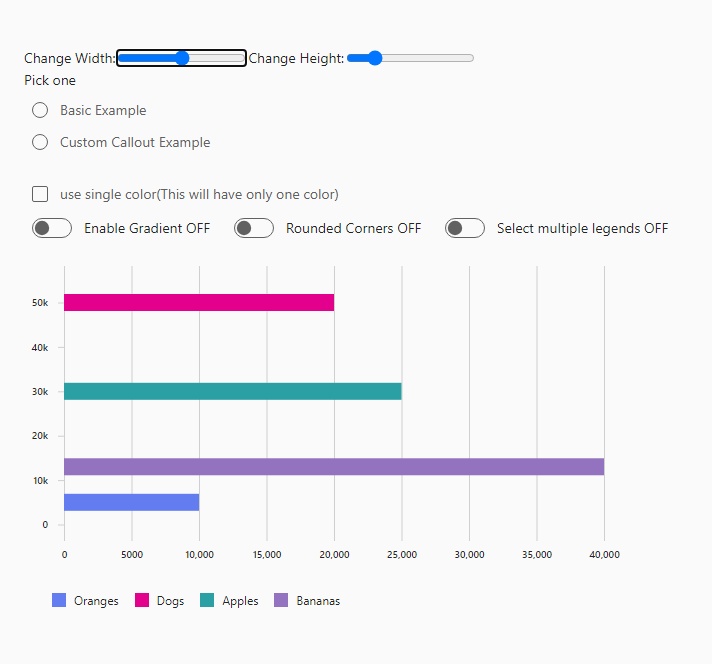 Change Width: Change Height:
Pick one
Basic Example
Custom Callout Example
use single color(This will have only one color)
Enable Gradient OFF Rounded Corners OFF Select multiple legends OFF
50k
40k
30k
20k
10k
0
0 5000 10,000 15,000 20,000 25,000 30,000 35,000 40,000
Oranges Dogs Apples Bananas